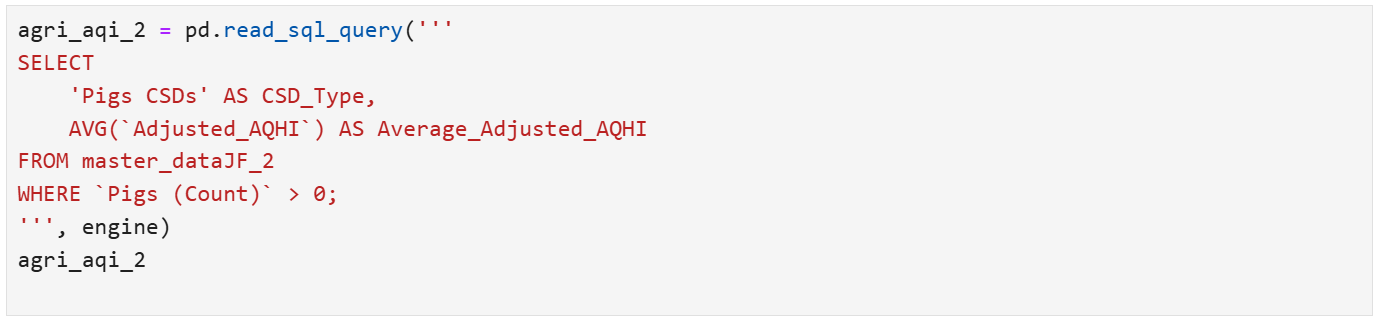 agri_aqi_2 = pd.read_sql_query('''
SELECT
    'Pigs CSDs' AS CSD_Type,
    AVG(`Adjusted_AQHI`) AS Average_Adjusted_AQHI
FROM master_dataJF_2
WHERE `Pigs (Count)` > 0;
''', engine)
agri_aqi_2